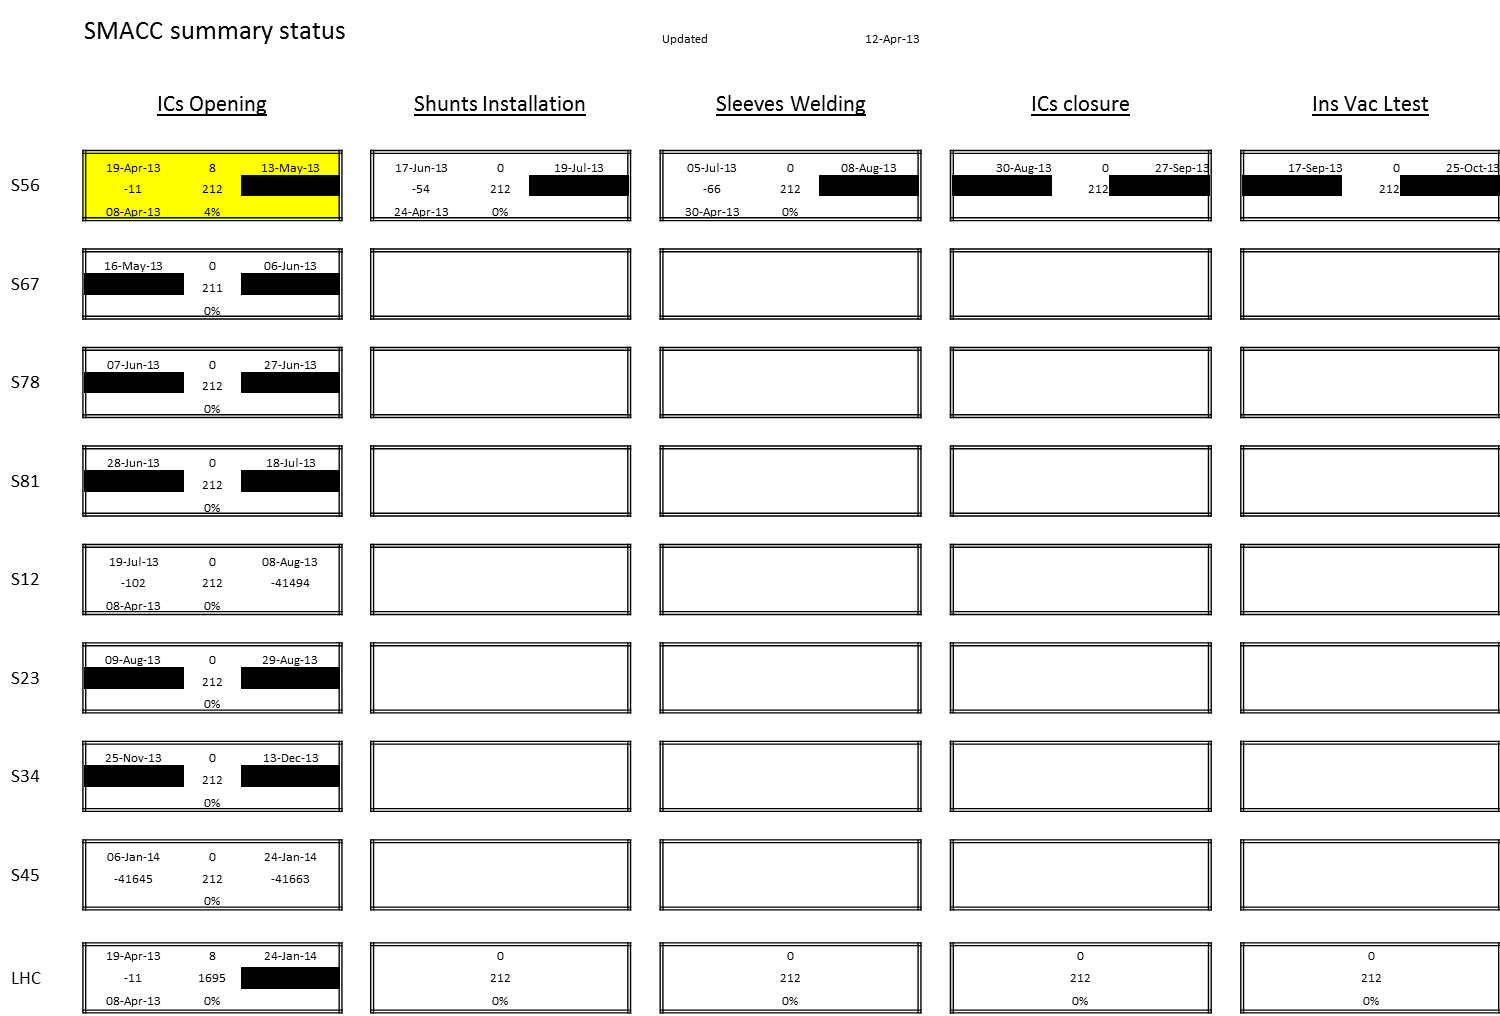 SMACC summary status
Updated 12-Apr-13
ICs Opening Shunts Installation Sleeves Welding ICs closure Ins Vac Ltest
19-Apr-13 8 13-May-13 17-Jun-13 0 19-Jul-13 05-Jul-13 0 08-Aug-13 30-Aug-13 0 27-Sep-13 17-Sep-13 0 25-Oct-13
S56 -11 212 -54 212 -66 212 212 212
08-Apr-13 4% 24-Apr-13 0% 30-Apr-13 0%
16-May-13 0 06-Jun-13
S67 211
0%
07-Jun-13 0 27-Jun-13
S78 212
0%
28-Jun-13 0 18-Jul-13
S81 212
0%
19-Jul-13 0 08-Aug-13
S12 -102 212 -41494
08-Apr-13 0%
09-Aug-13 0 29-Aug-13
S23 212
0%
25-Nov-13 0 13-Dec-13
S34 212
0%
06-Jan-14 0 24-Jan-14
S45 -41645 212 -41663
0%
19-Apr-13 8 24-Jan-14 0 0 0 0
LHC -11 1695 212 212 212 212
08-Apr-13 0% 0% 0% 0% 0%